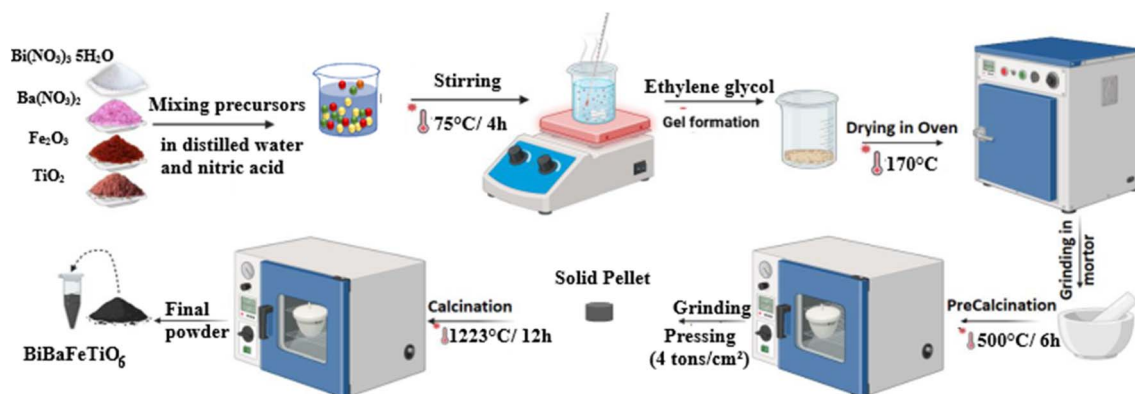 Bi(NO₃)₃ 5H₂O
Ba(NO₃)₂
Fe₂O₃
TiO₂
Mixing precursors
in distilled water
and nitric acid
Stirring
75°C/ 4h
Ethylene glycol
Gel formation
Drying in Oven
170°C
Grinding in
mortor
PreCalcination
500°C/ 6h
Grinding
Pressing
(4 tons/cm²)
Solid Pellet
Calcination
1223°C/ 12h
Final
powder
BiBaFeTiO₆